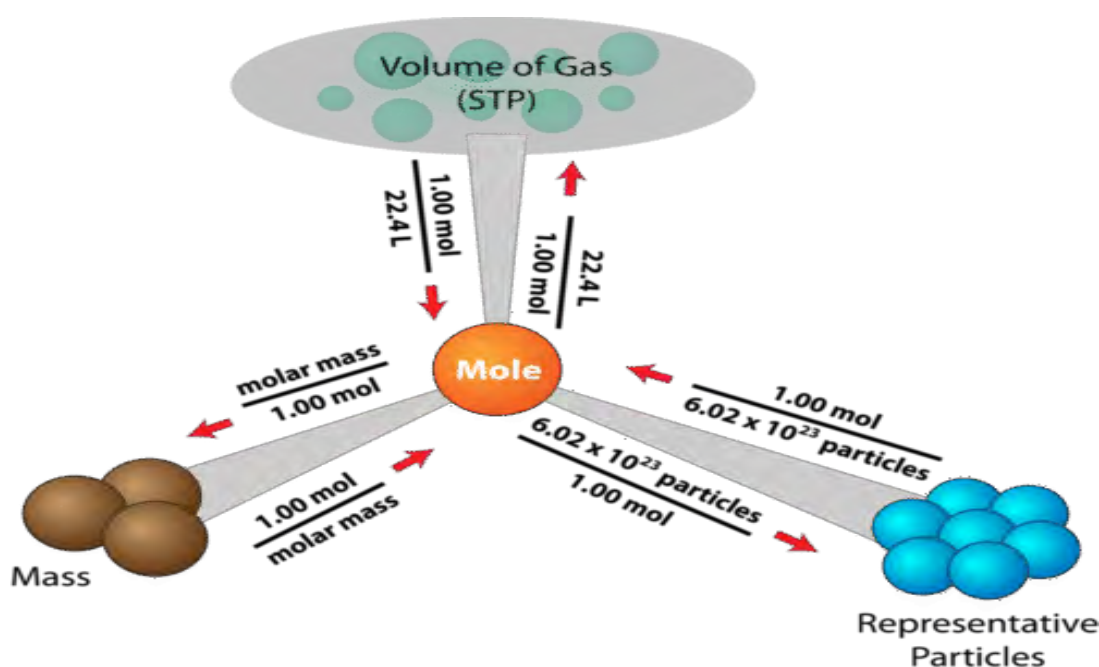 Volume of Gas
(STP)
1.00 mol
22.4 L
22.4 L
1.00 mol
Mole
molar mass
1.00 mol
1.00 mol
6.02 x 10²³ particles
1.00 mol
molar mass
6.02 x 10²³ particles
1.00 mol
Mass
Representative
Particles